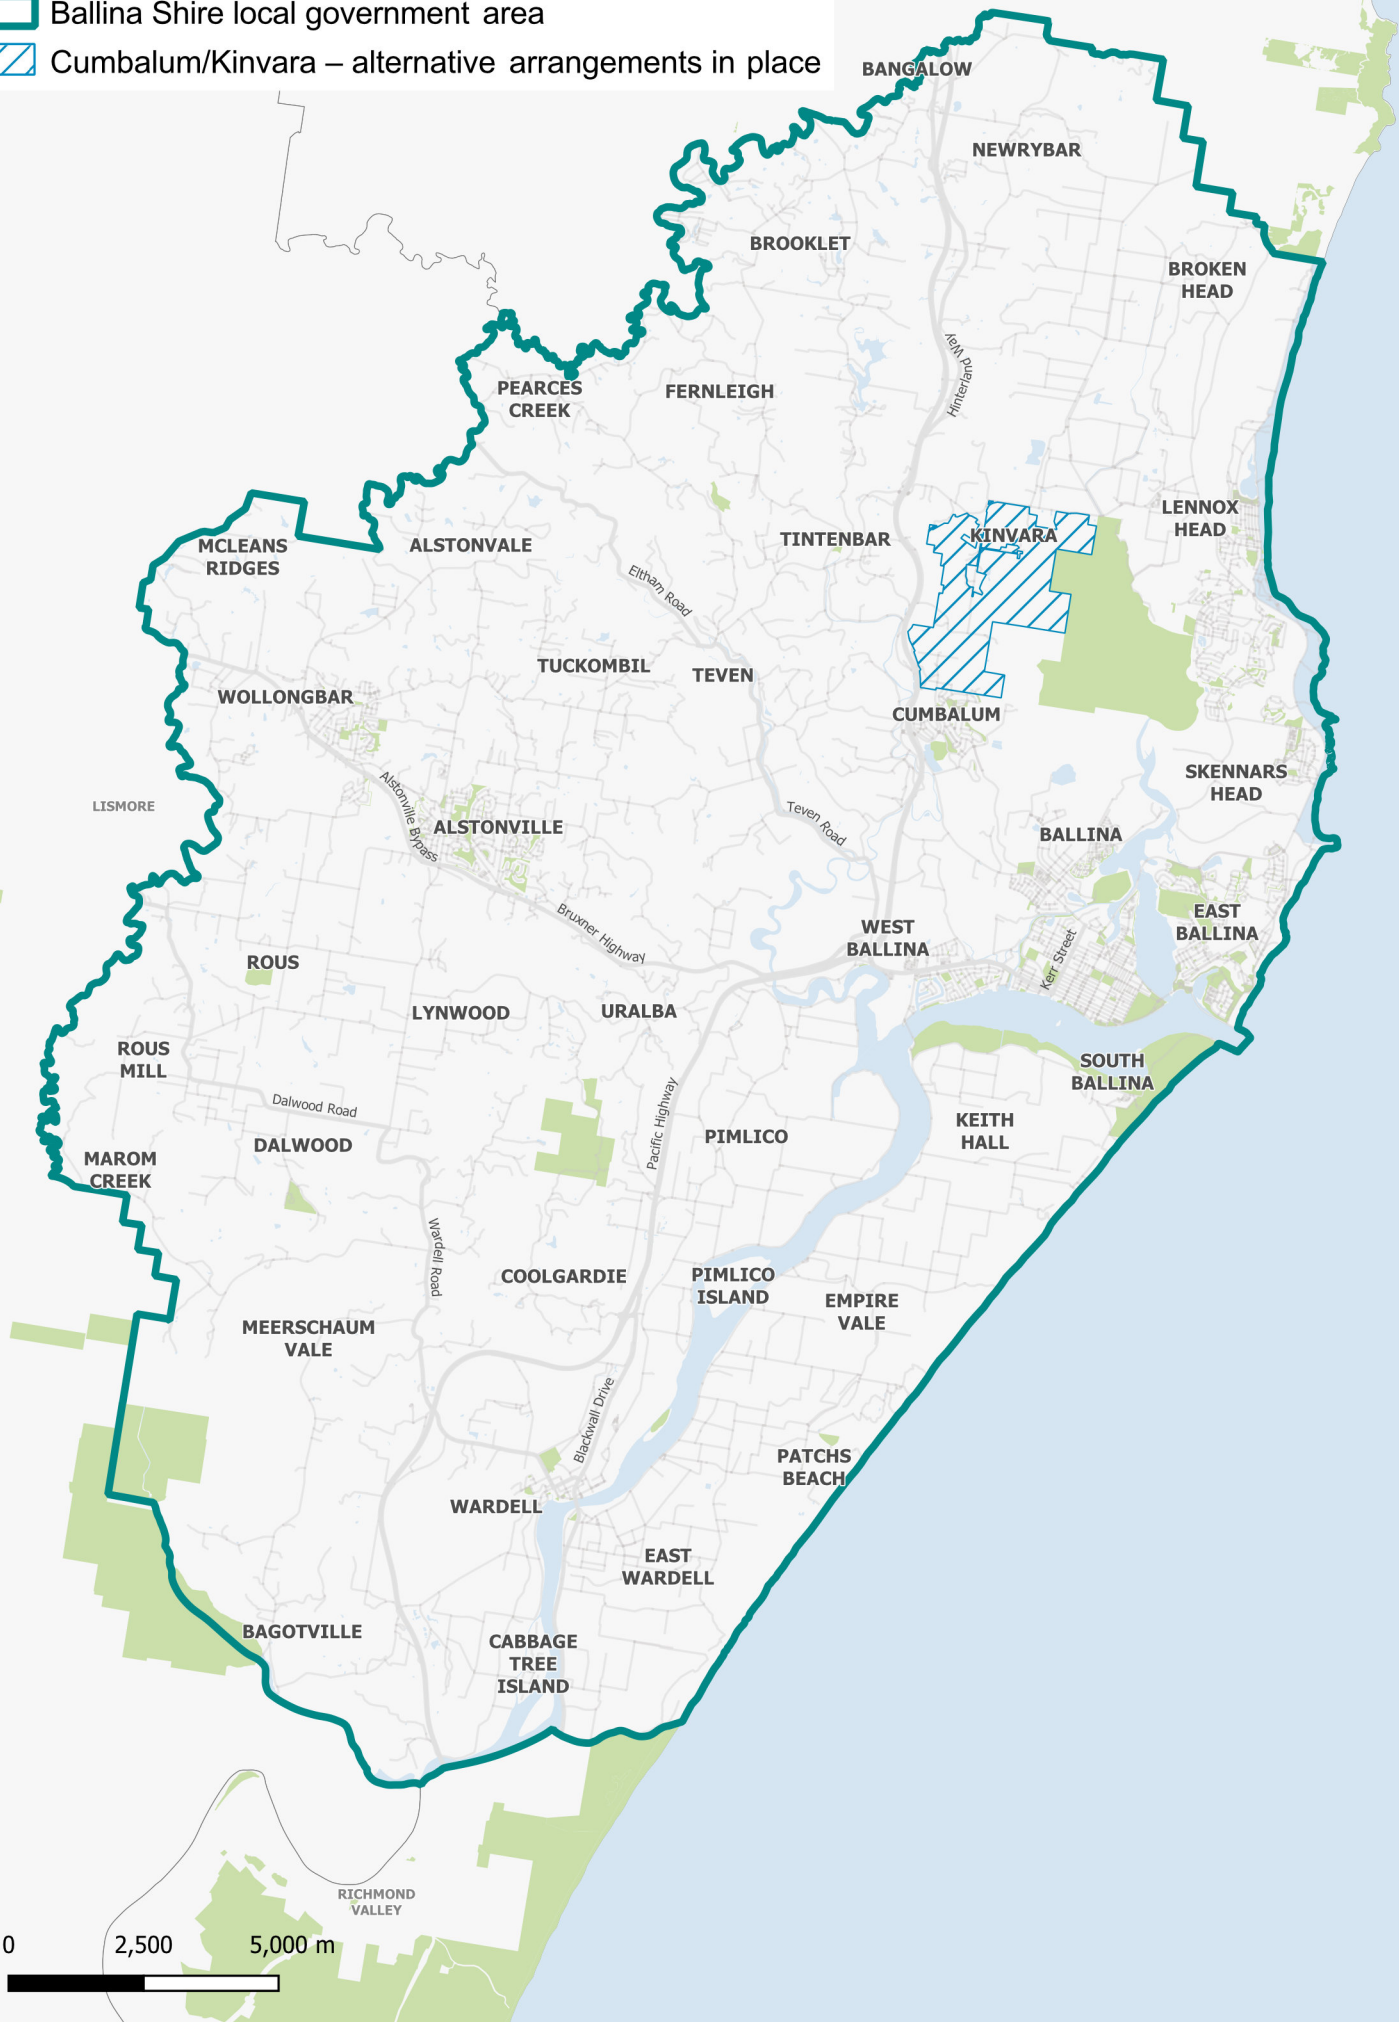 Ballina Shire local government area
Cumbalum/Kinvara – alternative arrangements in place
BANGALOW
NEWRYBAR
BROOKLET
BROKEN
HEAD
Hinterland Way
PEARCES
CREEK
FERNLEIGH
LENNOX
HEAD
KINVARA
TINTENBAR
MCLEANS
RIDGES
ALSTONVALE
Eltham Road
TUCKOMBIL
TEVEN
WOLLONGBAR
CUMBALUM
SKENNARS
HEAD
LISMORE
Alstonville Bypass
ALSTONVILLE
Teven Road
BALLINA
EAST
BALLINA
WEST
BALLINA
Bruxner Highway
Kerr Street
ROUS
LYNWOOD
URALBA
ROUS
MILL
SOUTH
BALLINA
Dalwood Road
Pacific Highway
KEITH
HALL
PIMLICO
DALWOOD
MAROM
CREEK
Wardell Road
COOLGARDIE
PIMLICO
ISLAND
EMPIRE
VALE
MEERSCHAUM
VALE
Blackwall Drive
PATCHS
BEACH
WARDELL
EAST
WARDELL
BAGOTVILLE
CABBAGE
TREE
ISLAND
RICHMOND
VALLEY
0 2,500 5,000 m